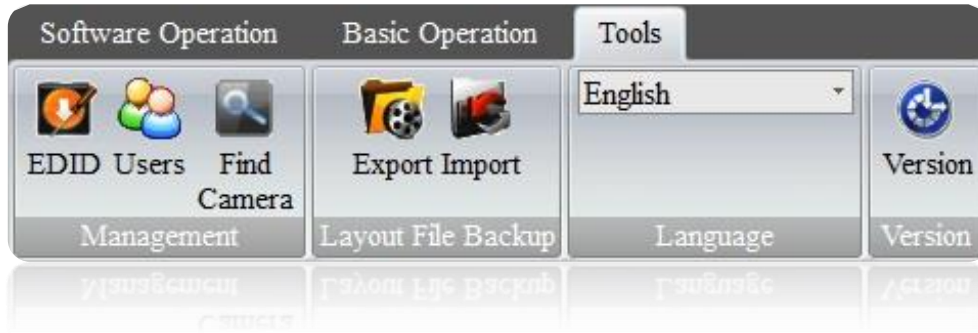 Software Operation Basic Operation Tools
English
EDID Users Find Camera Export Import Version
Management Layout File Backup Language Version